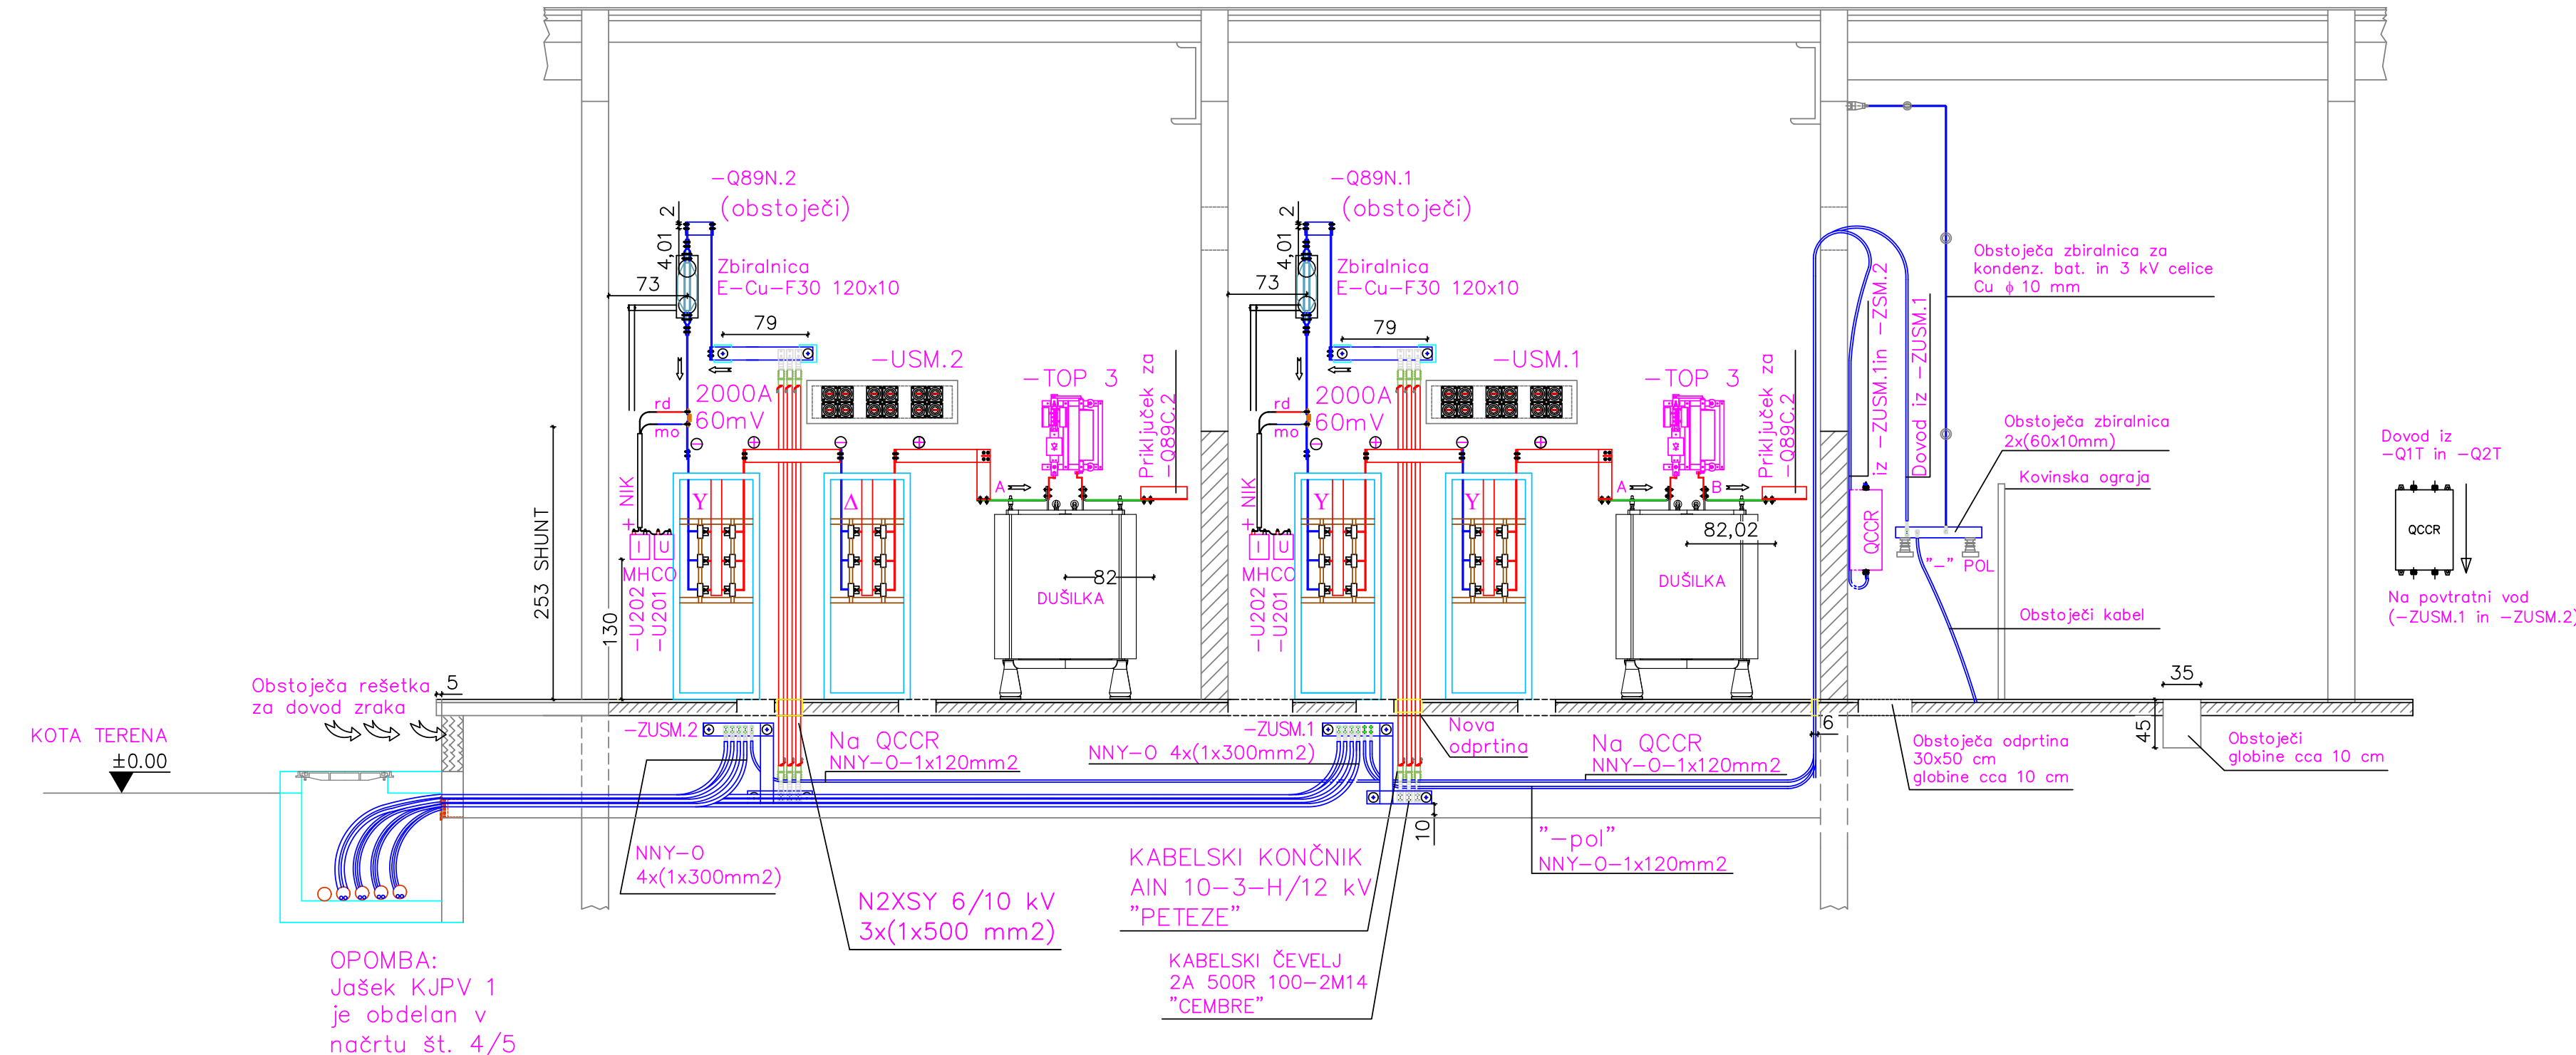 -Q89N.2
(obstoječi)
2
4,01
73
Zbiralnica
E-Cu-F30 120x10
79
-USM.2
2000A
60mV
rd
mo
-TOP 3
Priključek za
-Q89C.2
A
+ NIK
I U
MHCO
-U202
-U201
Y
Δ
253 SHUNT
130
82
DUŠILKA
-Q89N.1
(obstoječi)
2
4,01
73
Zbiralnica
E-Cu-F30 120x10
79
-USM.1
2000A
60mV
rd
mo
-TOP 3
Priključek za
-Q89C.2
A
B
+ NIK
I U
MHCO
-U202
-U201
Y
Y
82,02
DUŠILKA
iz -ZUSM.1in -ZSM.2
Dovod iz -ZUSM.1
QCCR
"-" POL
Obstoječa zbiralnica za
kondenz. bat. in 3 kV celice
Cu ϕ 10 mm
Obstoječa zbiralnica
2x(60x10mm)
Kovinska ograja
Obstoječi kabel
Dovod iz
-Q1T in -Q2T
QCCR
Na povtratni vod
(-ZUSM.1 in -ZUSM.2)
35
45
Obstoječi
globine cca 10 cm
Obstoječa odprtina
30x50 cm
globine cca 10 cm
6
Obstoječa rešetka
za dovod zraka
5
KOTA TERENA
±0.00
-ZUSM.2
Na QCCR
NNY-O-1x120mm2
-ZUSM.1
NNY-O 4x(1x300mm2)
Nova
odprtina
Na QCCR
NNY-O-1x120mm2
10
"-pol"
NNY-O-1x120mm2
NNY-O
4x(1x300mm2)
N2XSY 6/10 kV
3x(1x500 mm2)
KABELSKI KONČNIK
AIN 10-3-H/12 kV
"PETEZE"
KABELSKI ČEVELJ
2A 500R 100-2M14
"CEMBRE"
OPOMBA:
Jašek KJPV 1
je obdelan v
načrtu št. 4/5